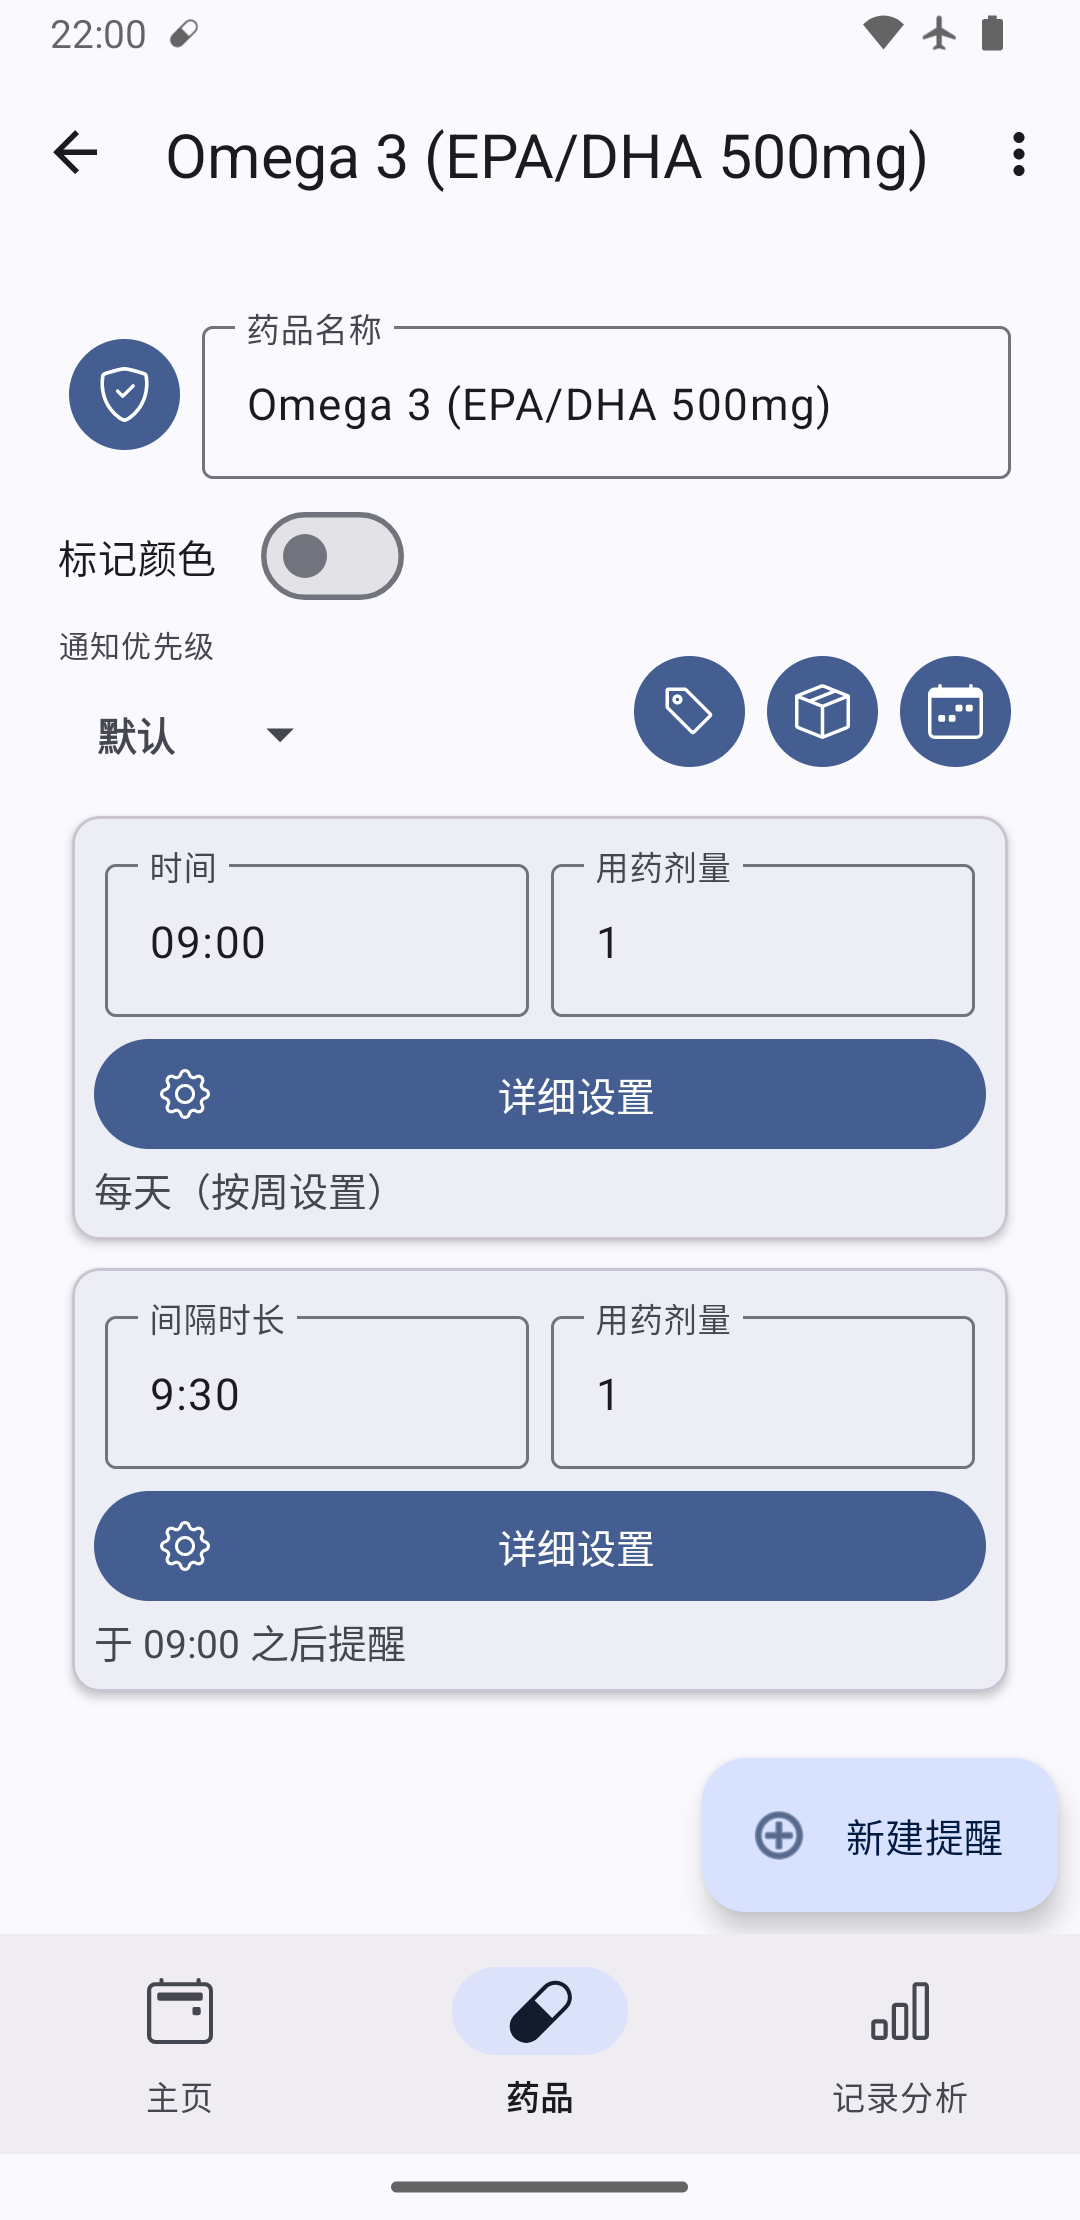 22:00
Omega 3 (EPA/DHA 500mg)
药品名称
Omega 3 (EPA/DHA 500mg)
标记颜色
通知优先级
默认
时间
用药剂量
09:00
1
详细设置
每天（按周设置）
间隔时长
用药剂量
9:30
1
详细设置
于 09:00 之后提醒
新建提醒
主页
药品
记录分析